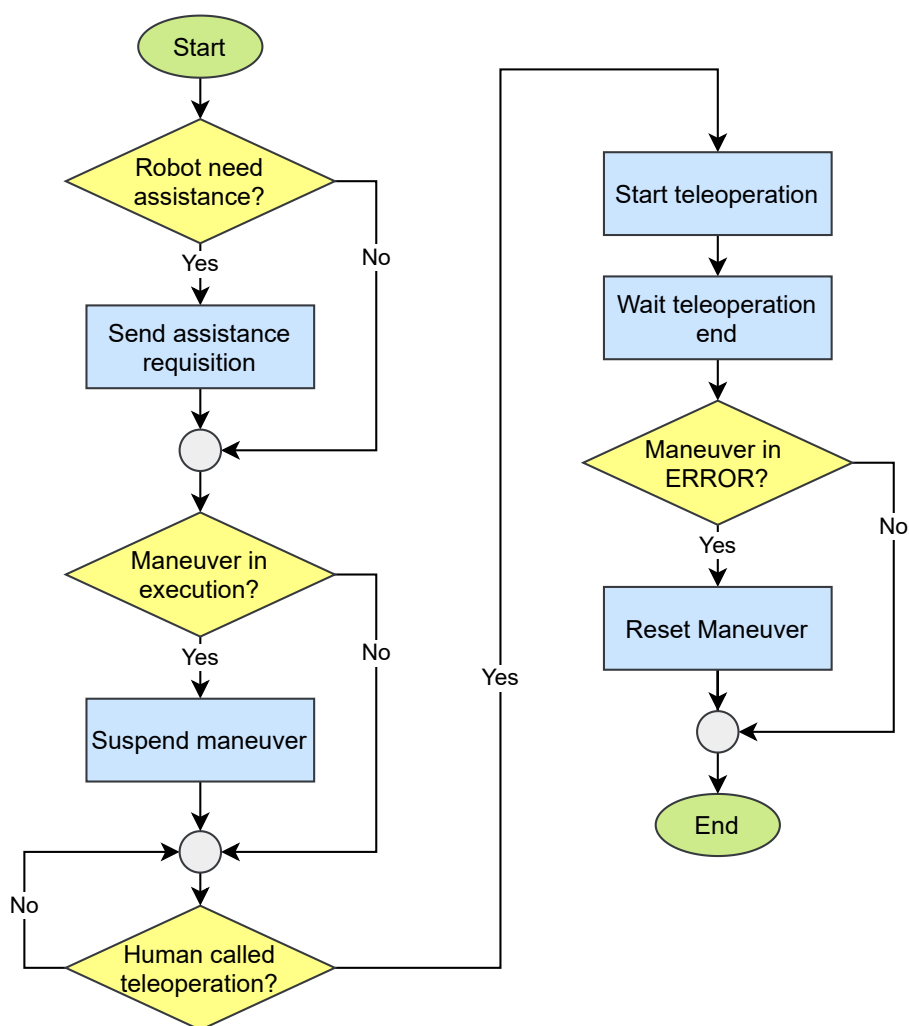 Start
Robot need
assistance?
No
Yes
Send assistance
requisition
Maneuver in
execution?
No
Yes
Suspend maneuver
No
Human called
teleoperation?
Yes
Start teleoperation
Wait teleoperation
end
Maneuver in
ERROR?
No
Yes
Reset Maneuver
End